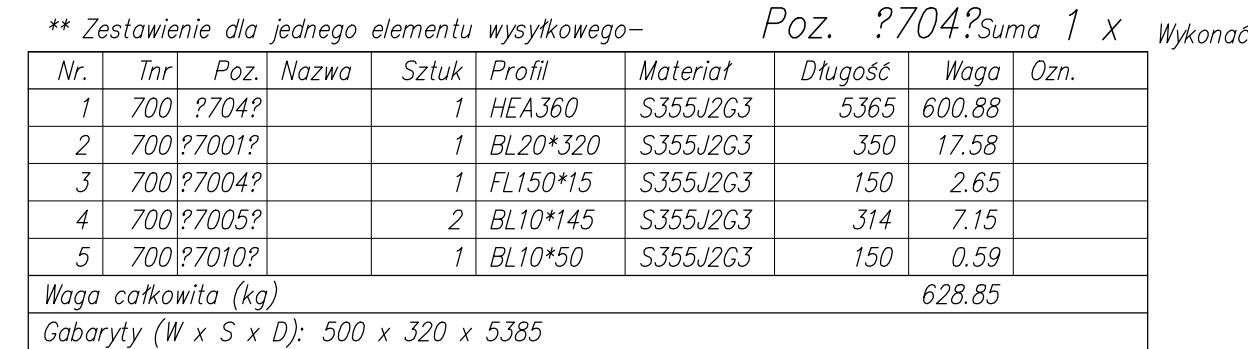 ** Zestawienie dla jednego elementu wysyłkowego– Poz. ?704? Suma 1 x Wykonać
Nr. Tnr Poz. Nazwa Sztuk Profil Materiał Długość Waga Ozn.
1 700 ?704? 1 HEA360 S355J2G3 5365 600.88
2 700 ?7001? 1 BL20*320 S355J2G3 350 17.58
3 700 ?7004? 1 FL150*15 S355J2G3 150 2.65
4 700 ?7005? 2 BL10*145 S355J2G3 314 7.15
5 700 ?7010? 1 BL10*50 S355J2G3 150 0.59
Waga całkowita (kg) 628.85
Gabaryty (W x S x D): 500 x 320 x 5385